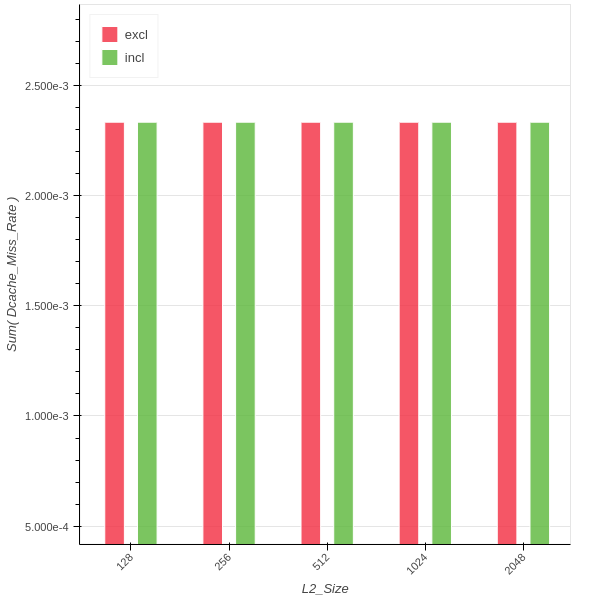 excl
incl
2.500e-3
2.000e-3
1.500e-3
1.000e-3
5.000e-4
Sum( Dcache_Miss_Rate )
128
256
512
1024
2048
L2_Size